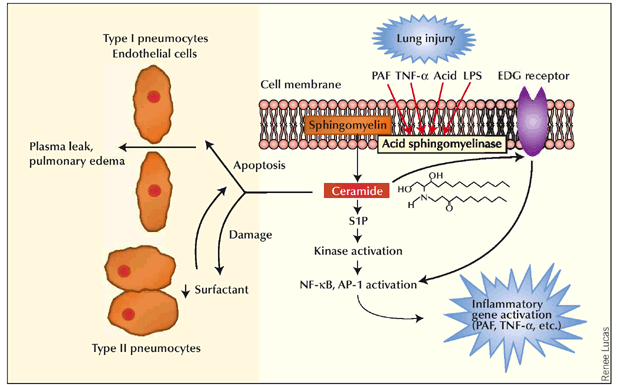 Type I pneumocytes
Endothelial cells
Plasma leak,
pulmonary edema
Apoptosis
Damage
↓ Surfactant
Type II pneumocytes
Lung injury
PAF TNF-α Acid LPS
EDG receptor
Cell membrane
Sphingomyelin
Acid sphingomyelinase
Ceramide
HO
OH
H
N
O
S1P
Kinase activation
NF-κB, AP-1 activation
Inflammatory
gene activation
(PAF, TNF-α, etc.)
Renee Lucas